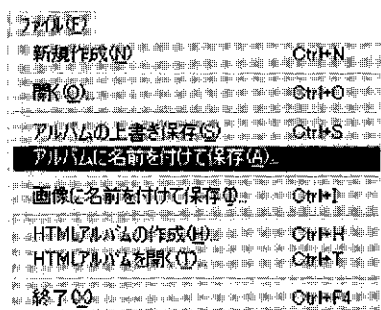 ファイル(F)
新規作成(N) Ctrl+N
開く(O)... Ctrl+O
アルバムの上書き保存(S) Ctrl+S
アルバムに名前を付けて保存(A)...
画像に名前を付けて保存(I)... Ctrl+I
HTMLアルバムの作成(H)... Ctrl+H
HTMLアルバムを開く(T)... Ctrl+T
終了(X) Ctrl+F4